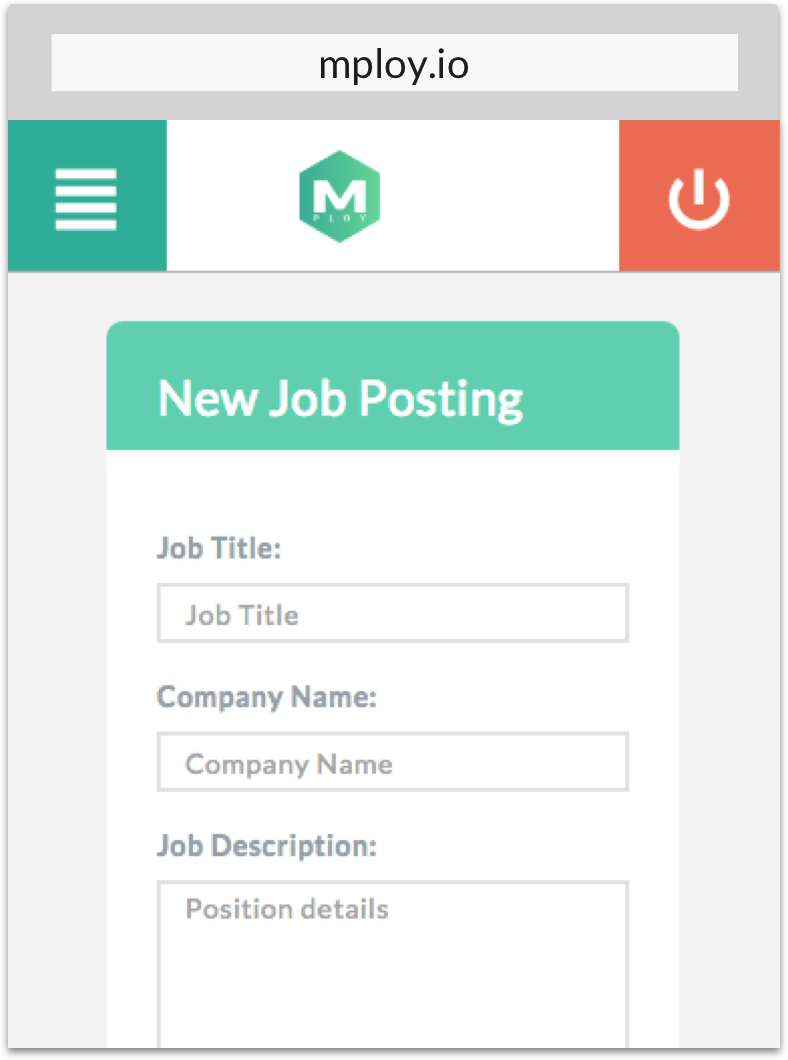 mploy.io
M
PLOY
New Job Posting
Job Title:
Job Title
Company Name:
Company Name
Job Description:
Position details